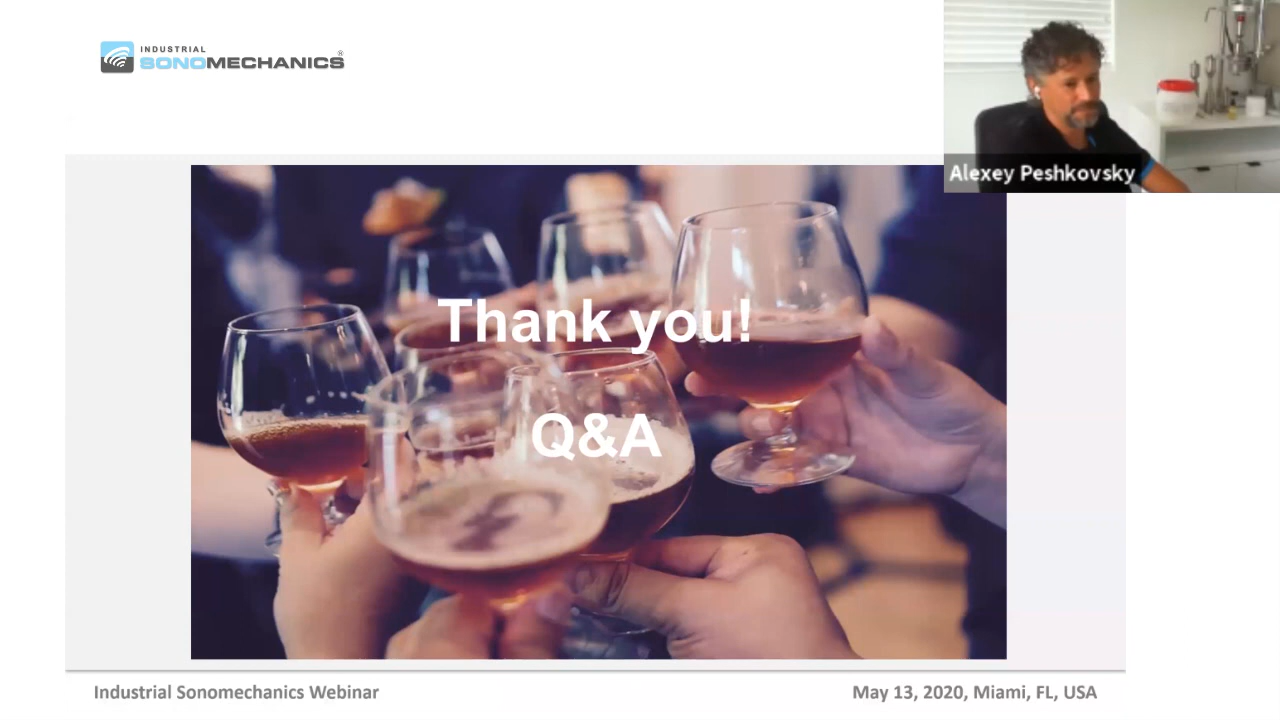 INDUSTRIAL
SONOMECHANICS®
Alexey Peshkovsky
Thank you!
Q&A
Industrial Sonomechanics Webinar
May 13, 2020, Miami, FL, USA